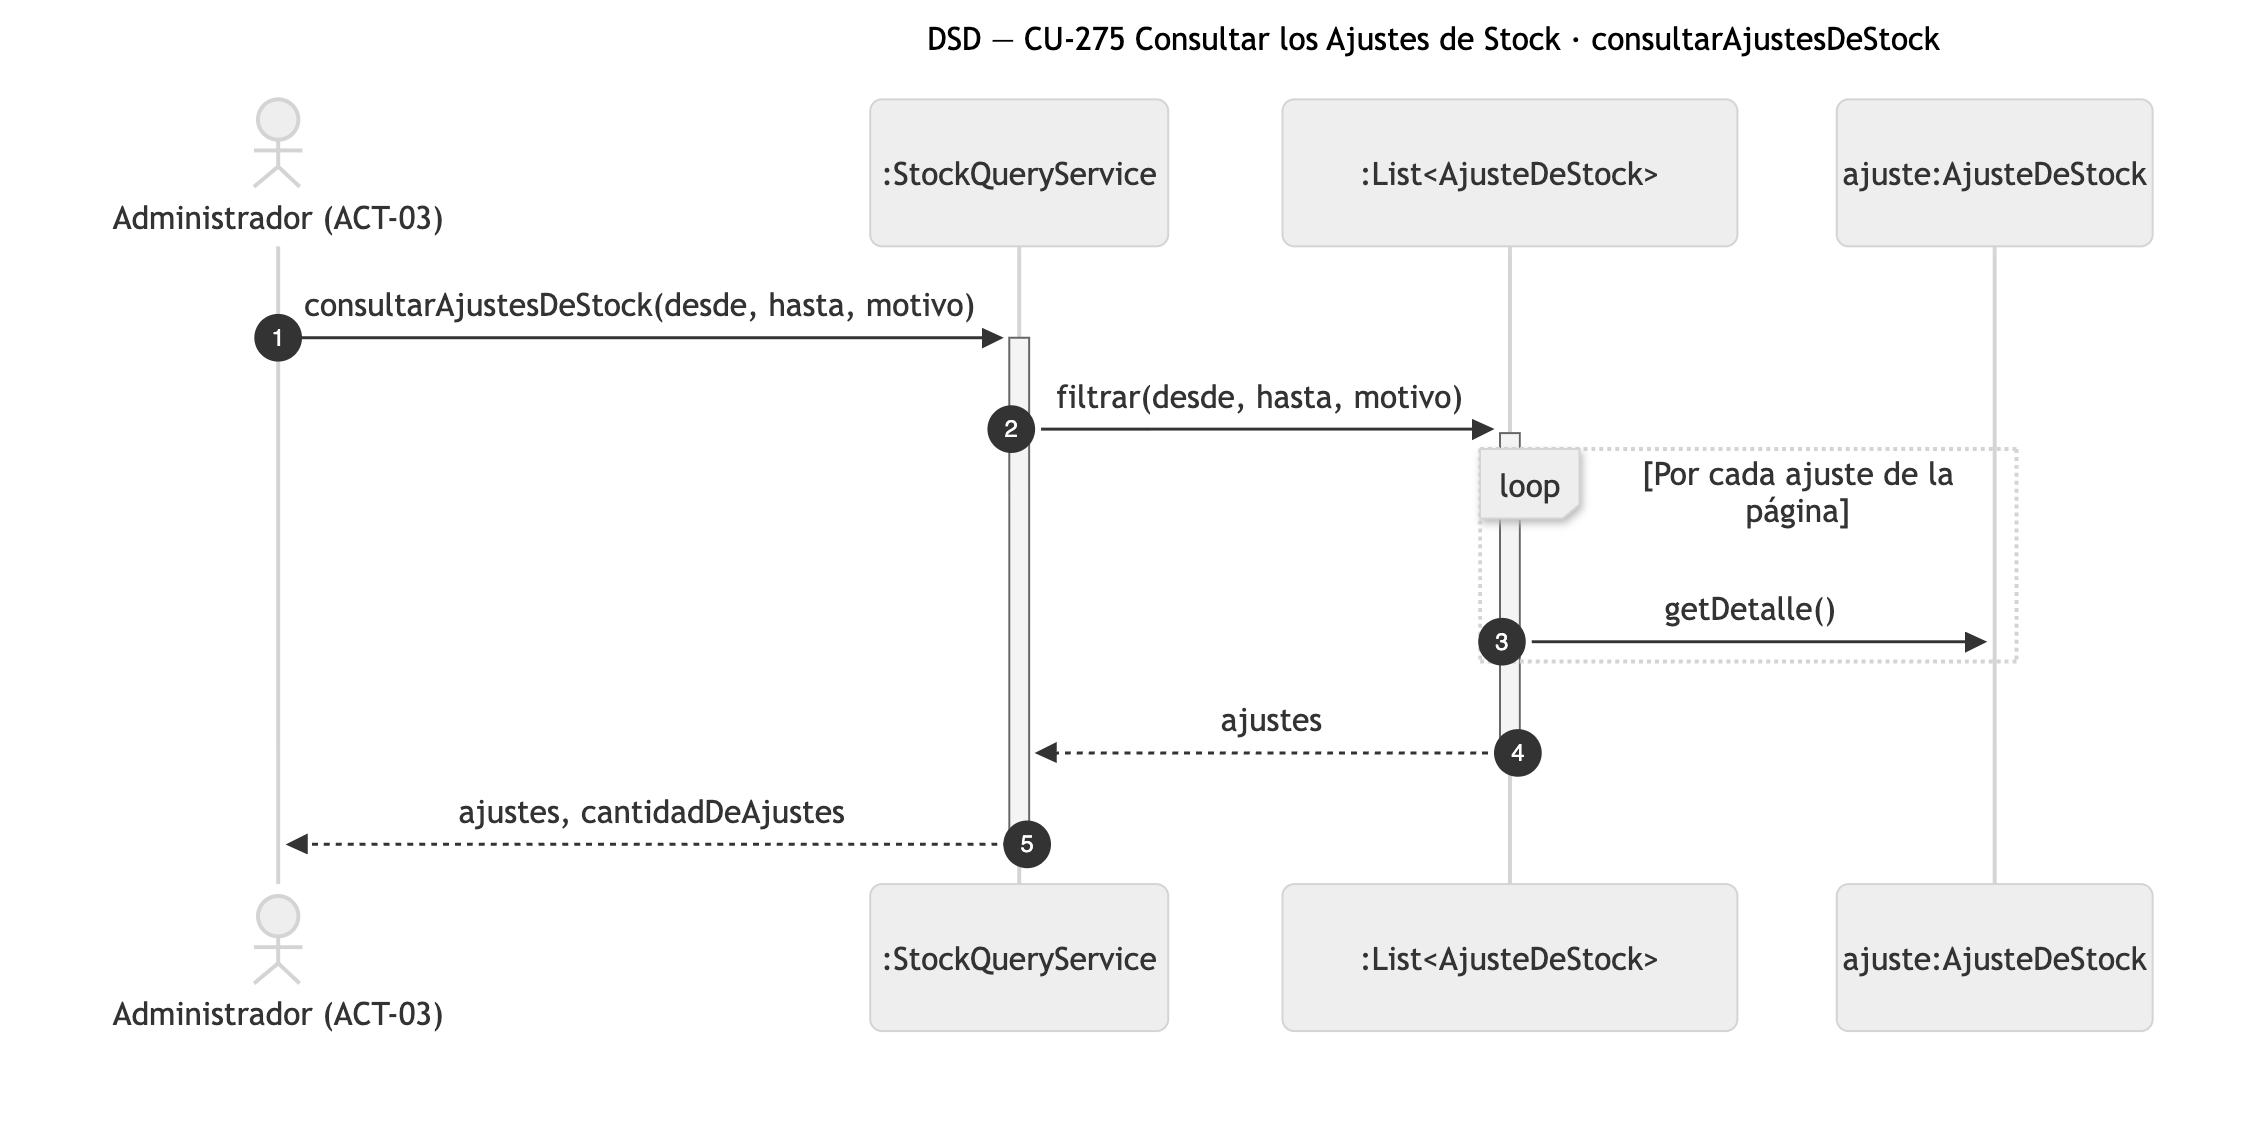 DSD — CU-275 Consultar los Ajustes de Stock · consultarAjustesDeStock
Administrador (ACT-03)
:StockQueryService
:List<AjusteDeStock>
ajuste:AjusteDeStock
consultarAjustesDeStock(desde, hasta, motivo)
1
filtrar(desde, hasta, motivo)
2
loop
[Por cada ajuste de la
página]
getDetalle()
3
ajustes
4
ajustes, cantidadDeAjustes
5
Administrador (ACT-03)
:StockQueryService
:List<AjusteDeStock>
ajuste:AjusteDeStock